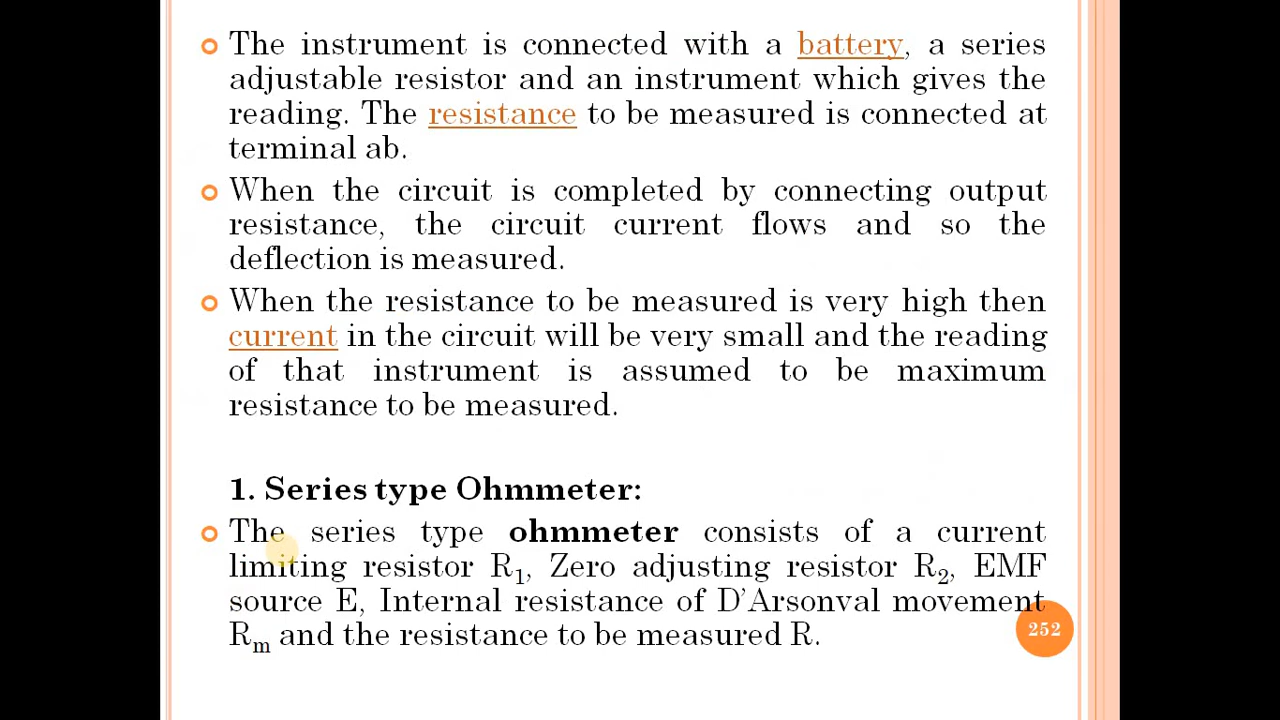 The instrument is connected with a battery, a series
adjustable resistor and an instrument which gives the
reading. The resistance to be measured is connected at
terminal ab.
When the circuit is completed by connecting output
resistance, the circuit current flows and so the
deflection is measured.
When the resistance to be measured is very high then
current in the circuit will be very small and the reading
of that instrument is assumed to be maximum
resistance to be measured.
1. Series type Ohmmeter:
The series type ohmmeter consists of a current
limiting resistor R₁, Zero adjusting resistor R₂, EMF
source E, Internal resistance of D’Arsonval movement
Rₘ and the resistance to be measured R.
252